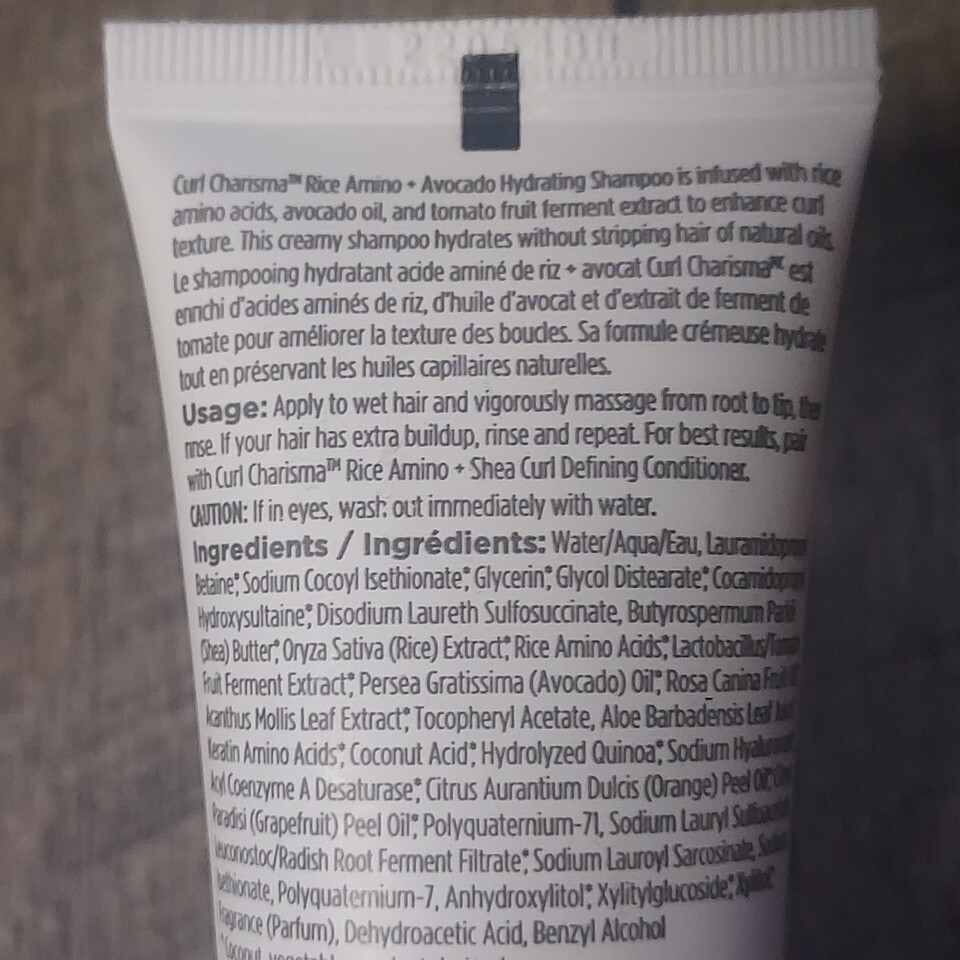 Curl Charisma™ Rice Amino + Avocado Hydrating Shampoo is infused with rice
amino acids, avocado oil, and tomato fruit ferment extract to enhance curl
texture. This creamy shampoo hydrates without stripping hair of natural oils.
Le shampooing hydratant acide aminé de riz + avocat Curl Charisma™ est
enrichi d'acides aminés de riz, d'huile d'avocat et d'extrait de ferment de
tomate pour améliorer la texture des boucles. Sa formule crémeuse hydrate
tout en préservant les huiles capillaires naturelles.
Usage: Apply to wet hair and vigorously massage from root to tip, then
rinse. If your hair has extra buildup, rinse and repeat. For best results, pair
with Curl Charisma™ Rice Amino + Shea Curl Defining Conditioner.
CAUTION: If in eyes, wash out immediately with water.
Ingredients / Ingrédients: Water/Aqua/Eau, Lauramidopropyl
Betaine*, Sodium Cocoyl Isethionate*, Glycerin*, Glycol Distearate*, Cocamidopropyl
Hydroxysultaine*, Disodium Laureth Sulfosuccinate, Butyrospermum Parkii
(Shea) Butter*, Oryza Sativa (Rice) Extract*, Rice Amino Acids*, Lactobacillus/Tomato
Fruit Ferment Extract*, Persea Gratissima (Avocado) Oil*, Rosa Canina Fruit
Acanthus Mollis Leaf Extract*, Tocopheryl Acetate, Aloe Barbadensis Leaf
Keratin Amino Acids*, Coconut Acid*, Hydrolyzed Quinoa*, Sodium
Acyl Coenzyme A Desaturase*, Citrus Aurantium Dulcis (Orange) Peel Oil*,
Paradisi (Grapefruit) Peel Oil*, Polyquaternium-71, Sodium Lauryl
Leuconostoc/Radish Root Ferment Filtrate*, Sodium Lauroyl Sarcosinate, Sodium
Isethionate, Polyquaternium-7, Anhydroxylitol*, Xylitylglucoside*, Xylitol*
Fragrance (Parfum), Dehydroacetic Acid, Benzyl Alcohol